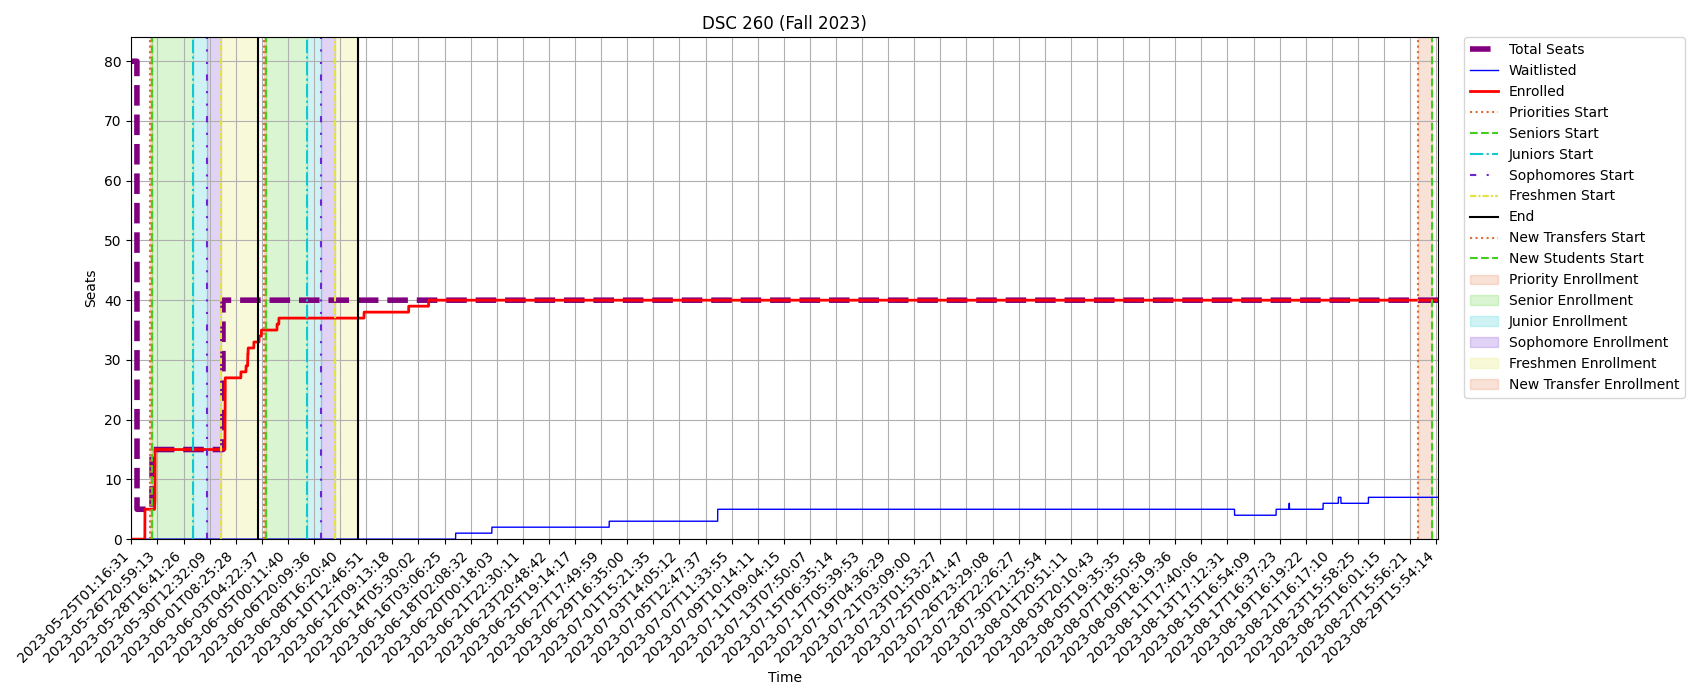 DSC 260 (Fall 2023)
Seats
80
70
60
50
40
30
20
10
0
2023-05-25T01:16:31
2023-05-26T20:59:13
2023-05-28T16:41:26
2023-05-30T12:32:09
2023-06-01T08:25:28
2023-06-03T04:22:37
2023-06-05T00:11:40
2023-06-06T20:09:36
2023-06-08T16:20:40
2023-06-10T12:46:51
2023-06-12T09:13:18
2023-06-14T05:30:02
2023-06-16T03:06:25
2023-06-18T02:08:32
2023-06-20T00:18:03
2023-06-21T22:30:11
2023-06-23T20:48:42
2023-06-25T19:14:17
2023-06-27T17:49:59
2023-06-29T16:35:00
2023-07-01T15:21:35
2023-07-03T14:05:12
2023-07-05T12:47:37
2023-07-07T11:33:55
2023-07-09T10:14:11
2023-07-11T09:04:15
2023-07-13T07:50:07
2023-07-15T06:35:14
2023-07-17T05:39:53
2023-07-19T04:36:29
2023-07-21T03:09:00
2023-07-23T01:53:27
2023-07-25T00:41:47
2023-07-26T23:29:08
2023-07-28T22:26:27
2023-07-30T21:25:54
2023-08-01T20:51:11
2023-08-03T20:10:43
2023-08-05T19:35:35
2023-08-07T18:50:58
2023-08-09T18:19:36
2023-08-11T17:40:06
2023-08-13T17:12:31
2023-08-15T16:54:09
2023-08-17T16:37:23
2023-08-19T16:19:22
2023-08-21T16:17:10
2023-08-23T15:58:25
2023-08-25T16:01:15
2023-08-27T15:56:21
2023-08-29T15:54:14
Time
Total Seats
Waitlisted
Enrolled
Priorities Start
Seniors Start
Juniors Start
Sophomores Start
Freshmen Start
End
New Transfers Start
New Students Start
Priority Enrollment
Senior Enrollment
Junior Enrollment
Sophomore Enrollment
Freshmen Enrollment
New Transfer Enrollment